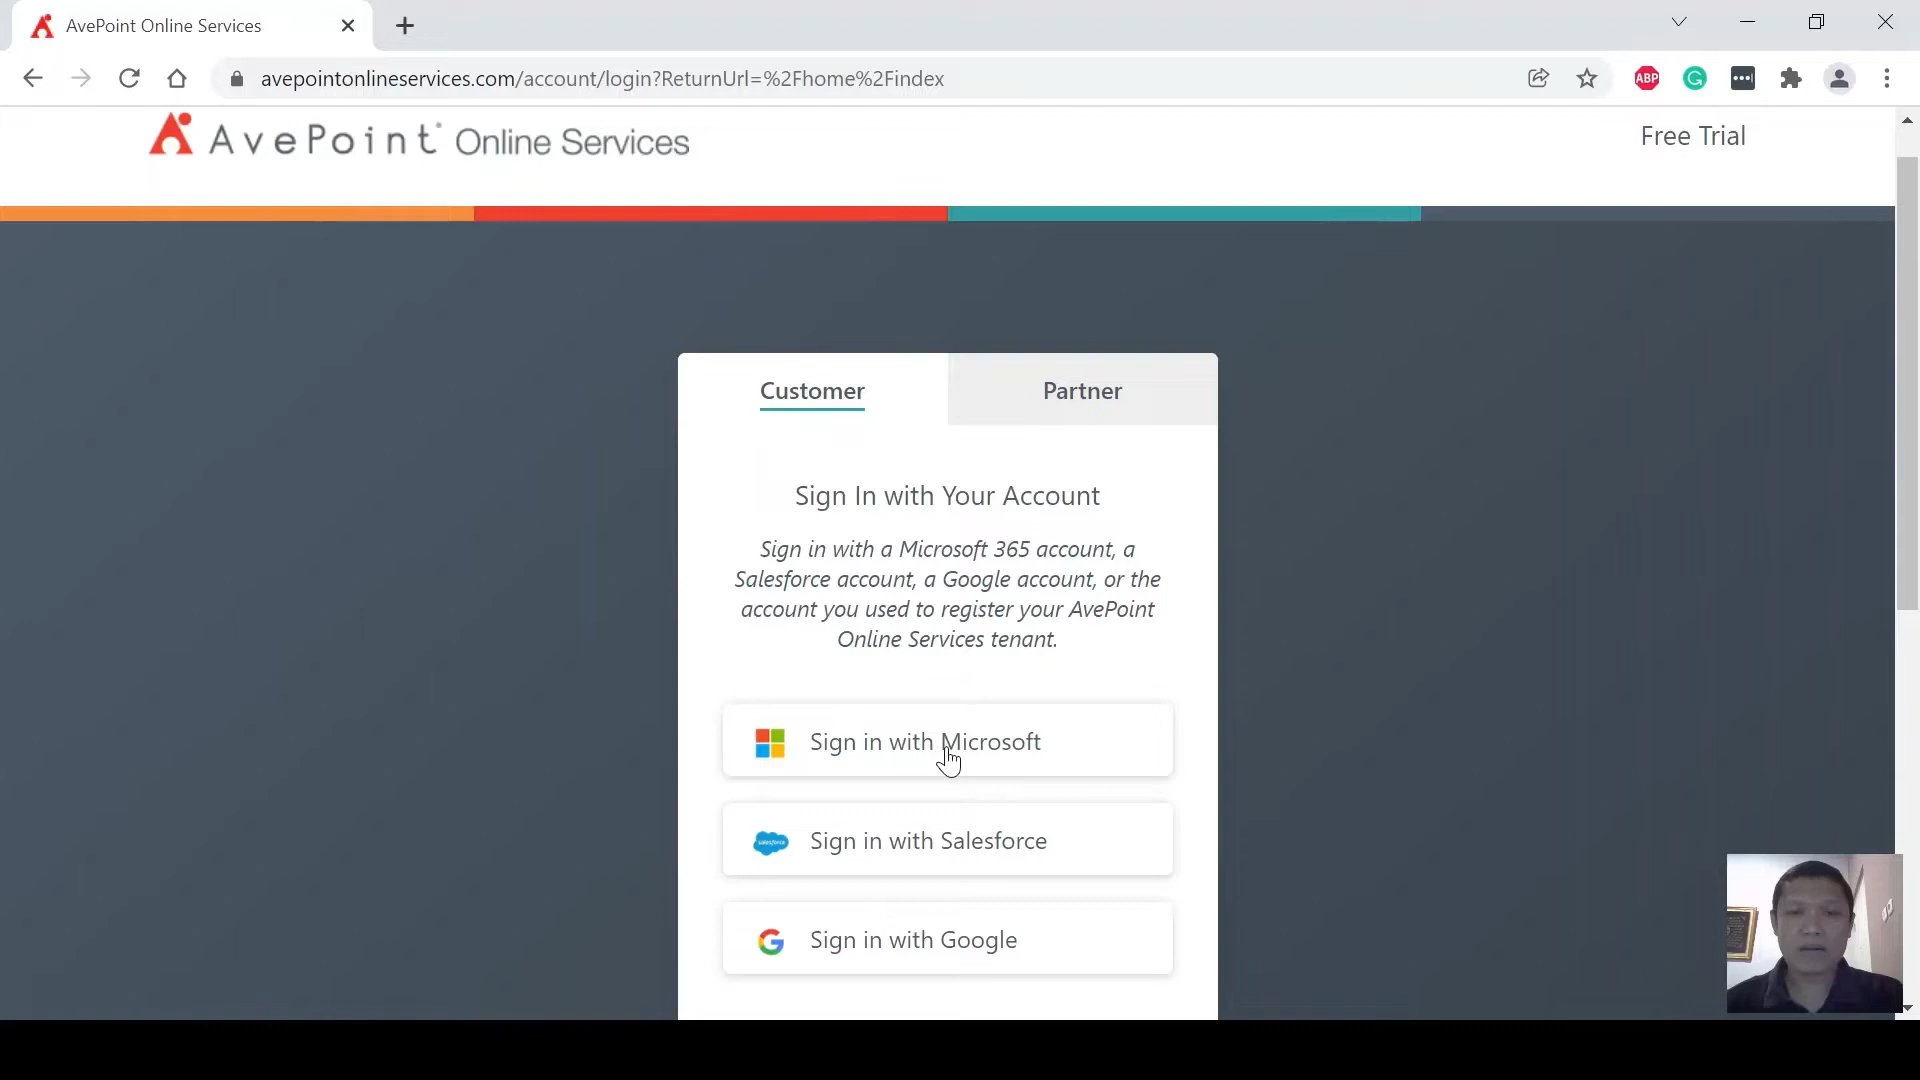 AvePoint Online Services
avepointonlineservices.com/account/login?ReturnUrl=%2Fhome%2Findex
ABP
AvePoint Online Services
Free Trial
Customer
Partner
Sign In with Your Account
Sign in with a Microsoft 365 account, a
Salesforce account, a Google account, or the
account you used to register your AvePoint
Online Services tenant.
Sign in with Microsoft
salesforce
Sign in with Salesforce
Sign in with Google